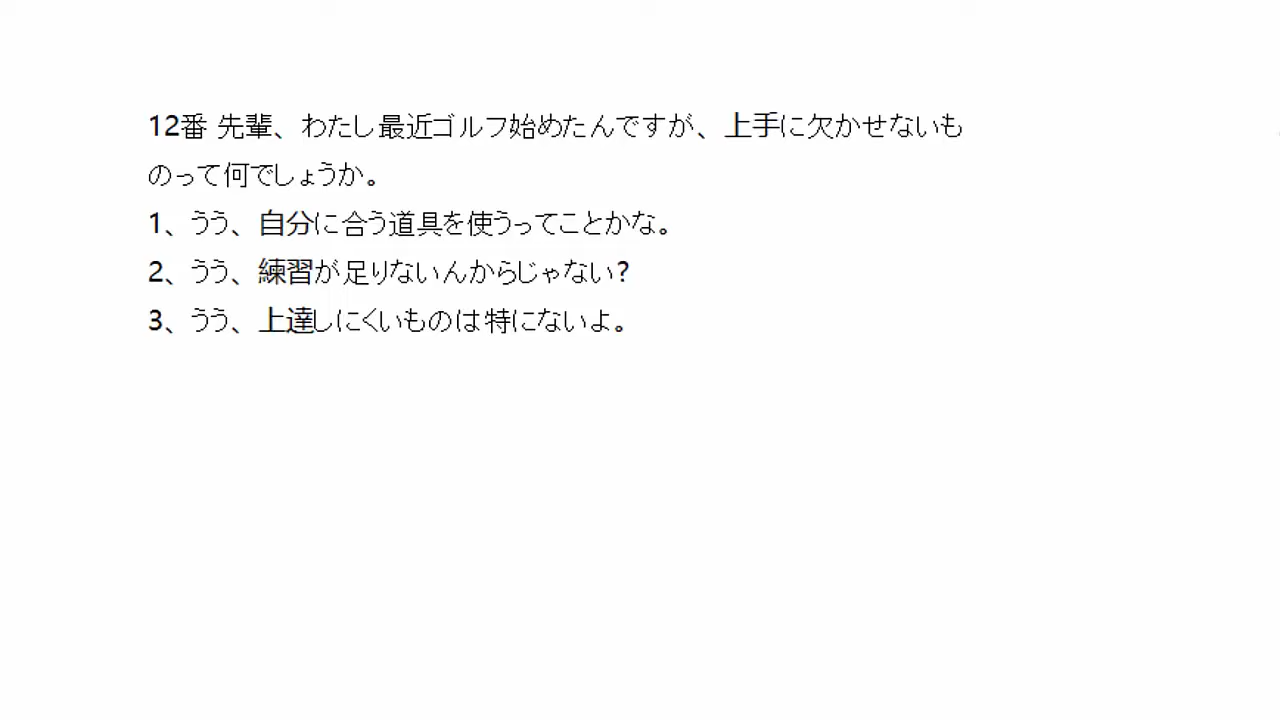 12番 先輩、わたし最近ゴルフ始めたんですが、上手に欠かせないも
のって何でしょうか。
1、うう、自分に合う道具を使うってことかな。
2、うう、練習が足りないんからじゃない?
3、うう、上達しにくいものは特にないよ。